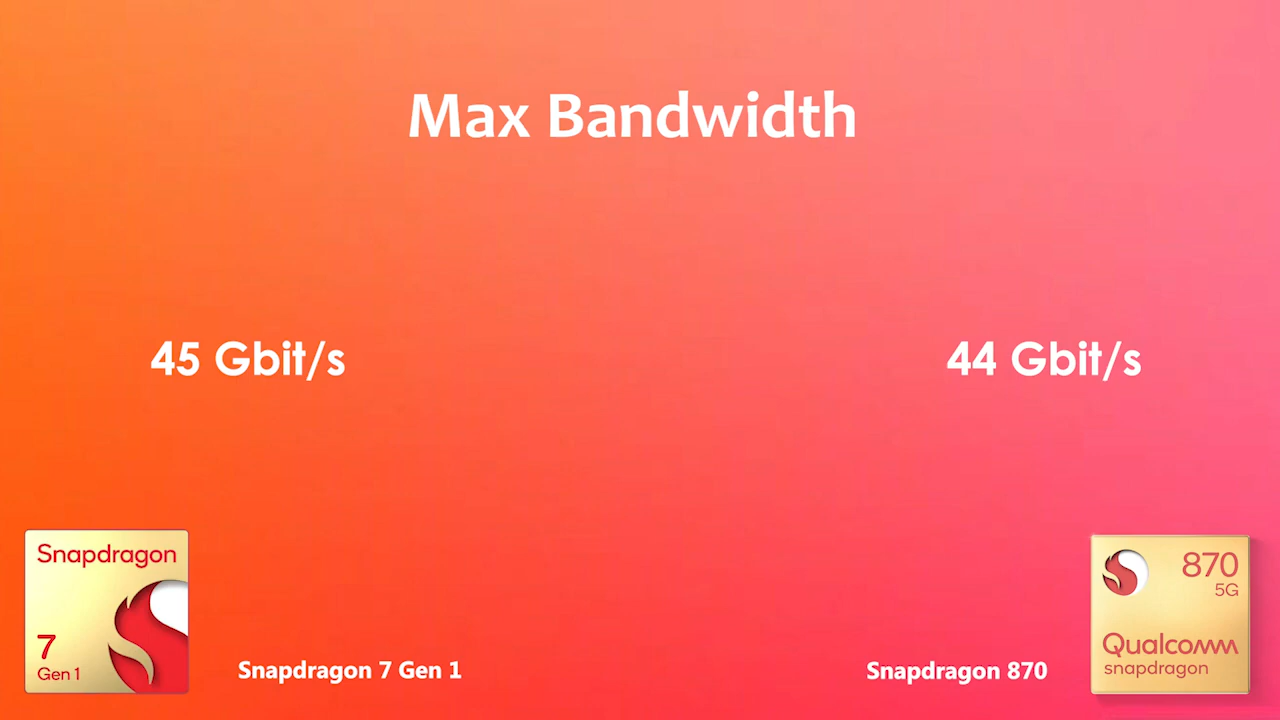 Max Bandwidth
45 Gbit/s
44 Gbit/s
Snapdragon
7
Gen 1
Snapdragon 7 Gen 1
Snapdragon 870
870
5G
Qualcomm
snapdragon